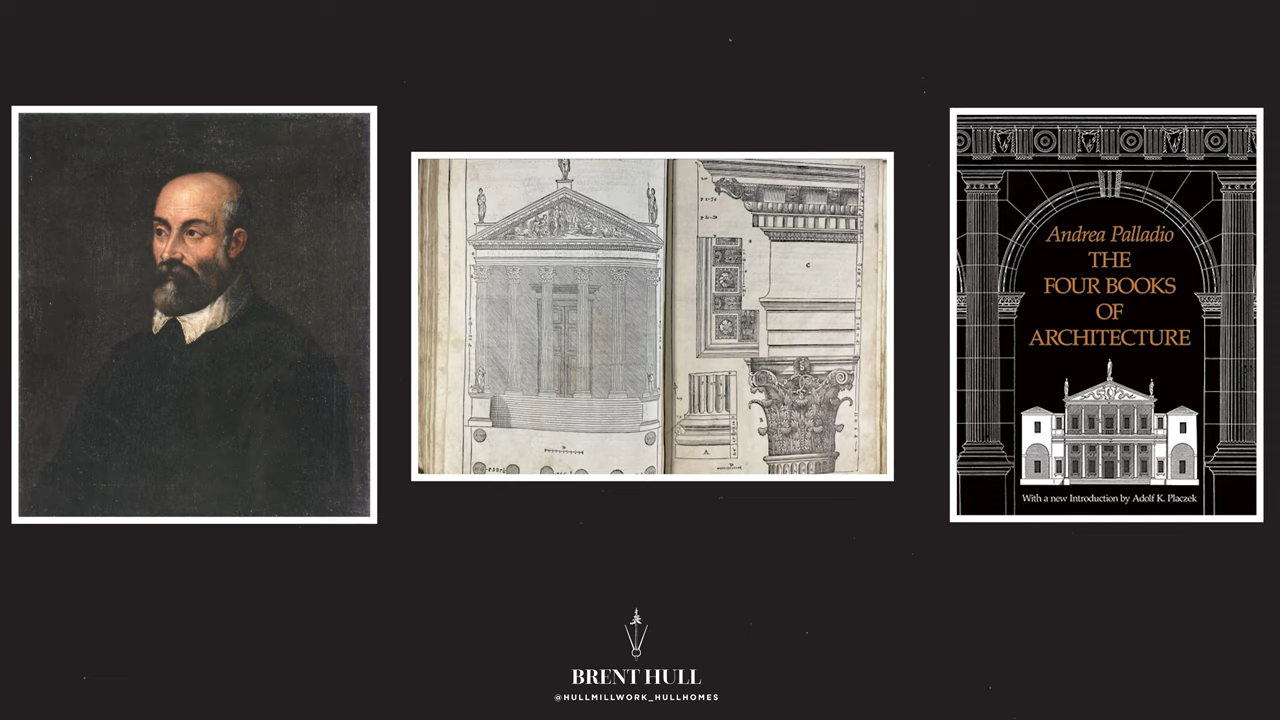 Andrea Palladio
THE
FOUR BOOKS
OF
ARCHITECTURE
With a new Introduction by Adolf K. Placzek
C
A
BRENT HULL
@HULLMILLWORK_HULLHOMES